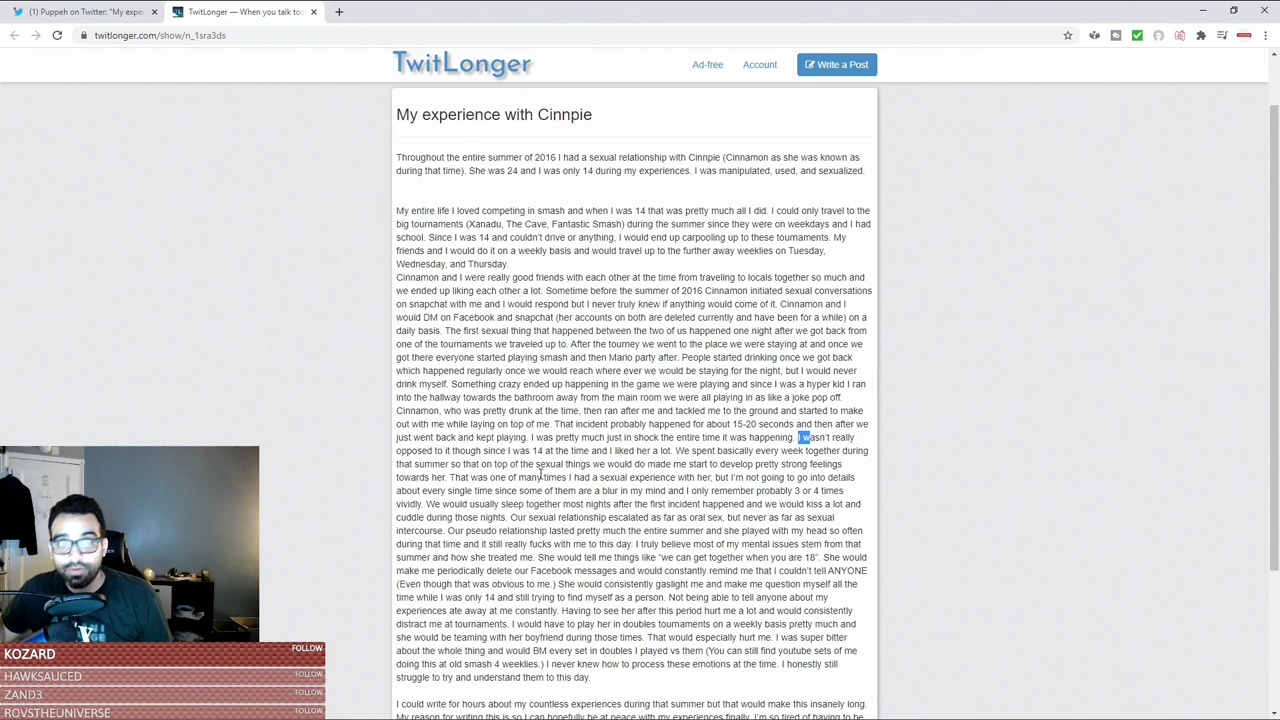 (1) Puppeh on Twitter: "My expe
TwitLonger — When you talk too
twitlonger.com/show/n_1sra3ds
TwitLonger
Ad-free
Account
Write a Post
My experience with Cinnpie
Throughout the entire summer of 2016 I had a sexual relationship with Cinnpie (Cinnamon as she was known as
during that time). She was 24 and I was only 14 during my experiences. I was manipulated, used, and sexualized.
My entire life I loved competing in smash and when I was 14 that was pretty much all I did. I could only travel to the
big tournaments (Xanadu, The Cave, Fantastic Smash) during the summer since they were on weekdays and I had
school. Since I was 14 and couldn't drive or anything, I would end up carpooling up to these tournaments. My
friends and I would do it on a weekly basis and would travel up to the further away weeklies on Tuesday,
Wednesday, and Thursday.
Cinnamon and I were really good friends with each other at the time from traveling to locals together so much and
we ended up liking each other a lot. Sometime before the summer of 2016 Cinnamon initiated sexual conversations
on snapchat with me and I would respond but I never truly knew if anything would come of it. Cinnamon and I
would DM on Facebook and snapchat (her accounts on both are deleted currently and have been for a while) on a
daily basis. The first sexual thing that happened between the two of us happened one night after we got back from
one of the tournaments we traveled up to. After the tourney we went to the place we were staying at and once we
got there everyone started playing smash and then Mario party after. People started drinking once we got back
which happened regularly once we would reach where ever we would be staying for the night, but I would never
drink myself. Something crazy ended up happening in the game we were playing and since I was a hyper kid I ran
into the hallway towards the bathroom away from the main room we were all playing in as like a joke pop off.
Cinnamon, who was pretty drunk at the time, then ran after me and tackled me to the ground and started to make
out with me while laying on top of me. That incident probably happened for about 15-20 seconds and then after we
just went back and kept playing. I was pretty much just in shock the entire time it was happening. I wasn't really
opposed to it though since I was 14 at the time and I liked her a lot. We spent basically every week together during
that summer so that on top of the sexual things we would do made me start to develop pretty strong feelings
towards her. That was one of many times I had a sexual experience with her, but I'm not going to go into details
about every single time since some of them are a blur in my mind and I only remember probably 3 or 4 times
vividly. We would usually sleep together most nights after the first incident happened and we would kiss a lot and
cuddle during those nights. Our sexual relationship escalated as far as oral sex, but never as far as sexual
intercourse. Our pseudo relationship lasted pretty much the entire summer and she played with my head so often
during that time and it still really fucks with me to this day. I truly believe most of my mental issues stem from that
summer and how she treated me. She would tell me things like "we can get together when you are 18". She would
make me periodically delete our Facebook messages and would constantly remind me that I couldn't tell ANYONE
(Even though that was obvious to me.) She would consistently gaslight me and make me question myself all the
time while I was only 14 and still trying to find myself as a person. Not being able to tell anyone about my
experiences ate away at me constantly. Having to see her after this period hurt me a lot and would consistently
distract me at tournaments. I would have to play her in doubles tournaments on a weekly basis pretty much and
she would be teaming with her boyfriend during those times. That would especially hurt me. I was super bitter
about the whole thing and would BM every set in doubles I played vs them (You can still find youtube sets of me
doing this at old smash 4 weeklies.) I never knew how to process these emotions at the time. I honestly still
struggle to try and understand them to this day.
I could write for hours about my countless experiences during that summer but that would make this insanely long.
My reason for writing this is so I can hopefully be at peace with my experiences finally. I'm so tired of having to be
KOZARD FOLLOW
HAWKSAUCED FOLLOW
ZAND3 FOLLOW
ROVSTHEUNIVERSE FOLLOW